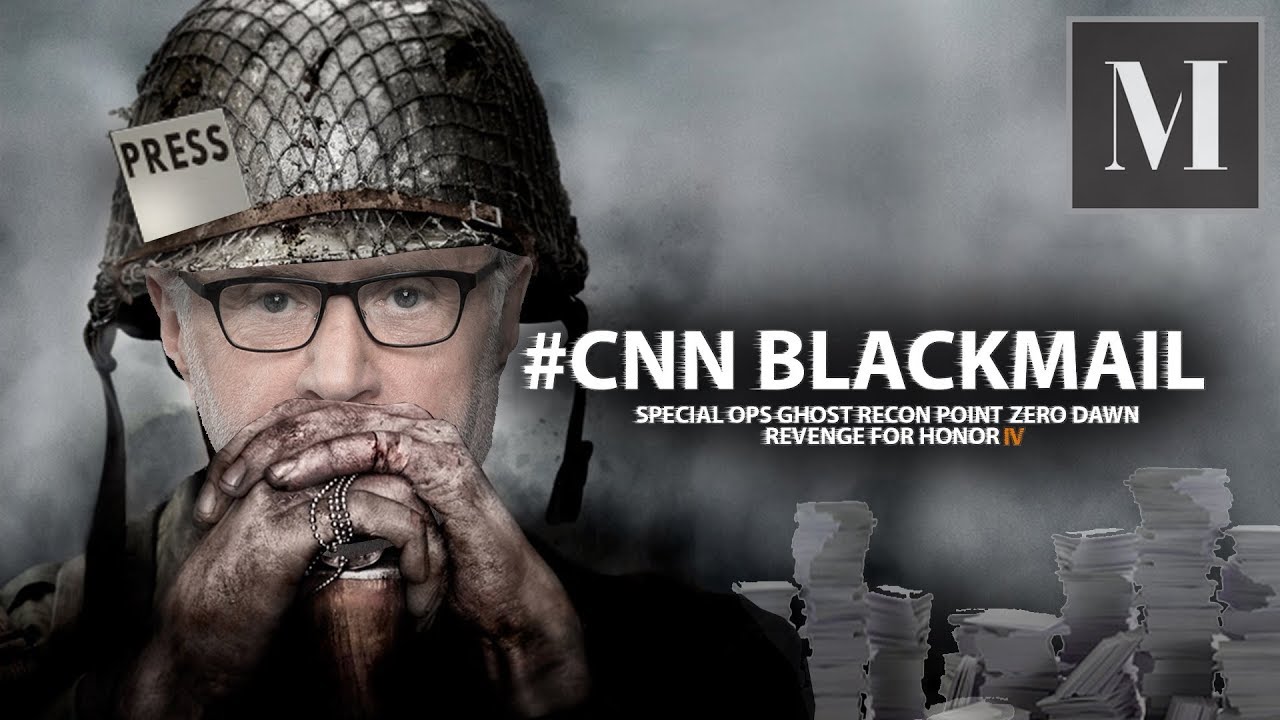 PRESS
M
#CNN BLACKMAIL
SPECIAL OPS GHOST RECON POINT ZERO DAWN
REVENGE FOR HONOR IV